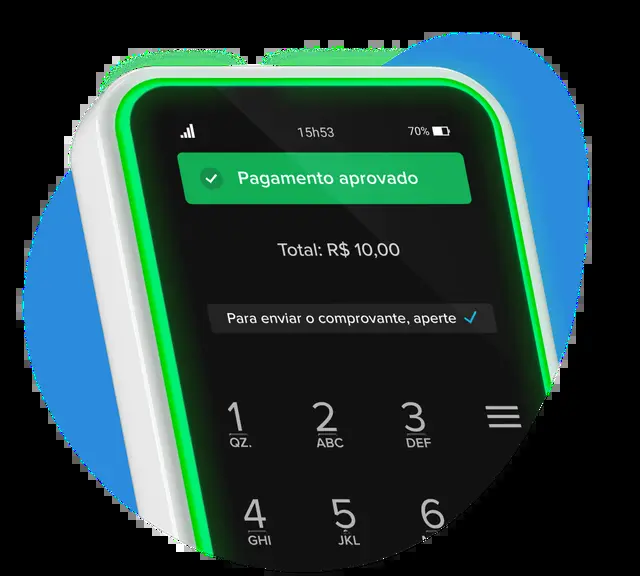 15h53 70%
Pagamento aprovado
Total: R$ 10,00
Para enviar o comprovante, aperte
1 2 3
QZ. ABC DEF
4 5 6
GHI JKL